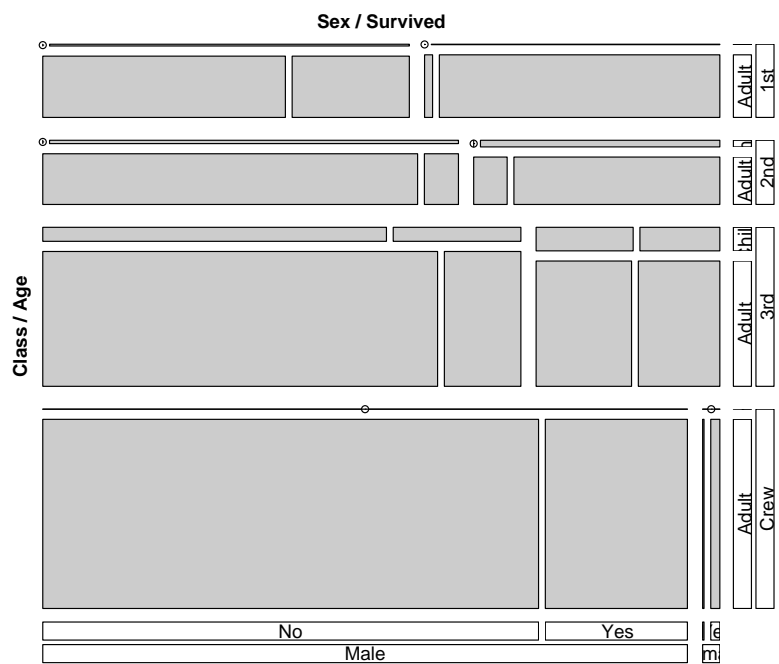 Sex / Survived
Adult
1st
Adult
2nd
Class / Age
Adult
3rd
Adult
Crew
No
Yes
Male